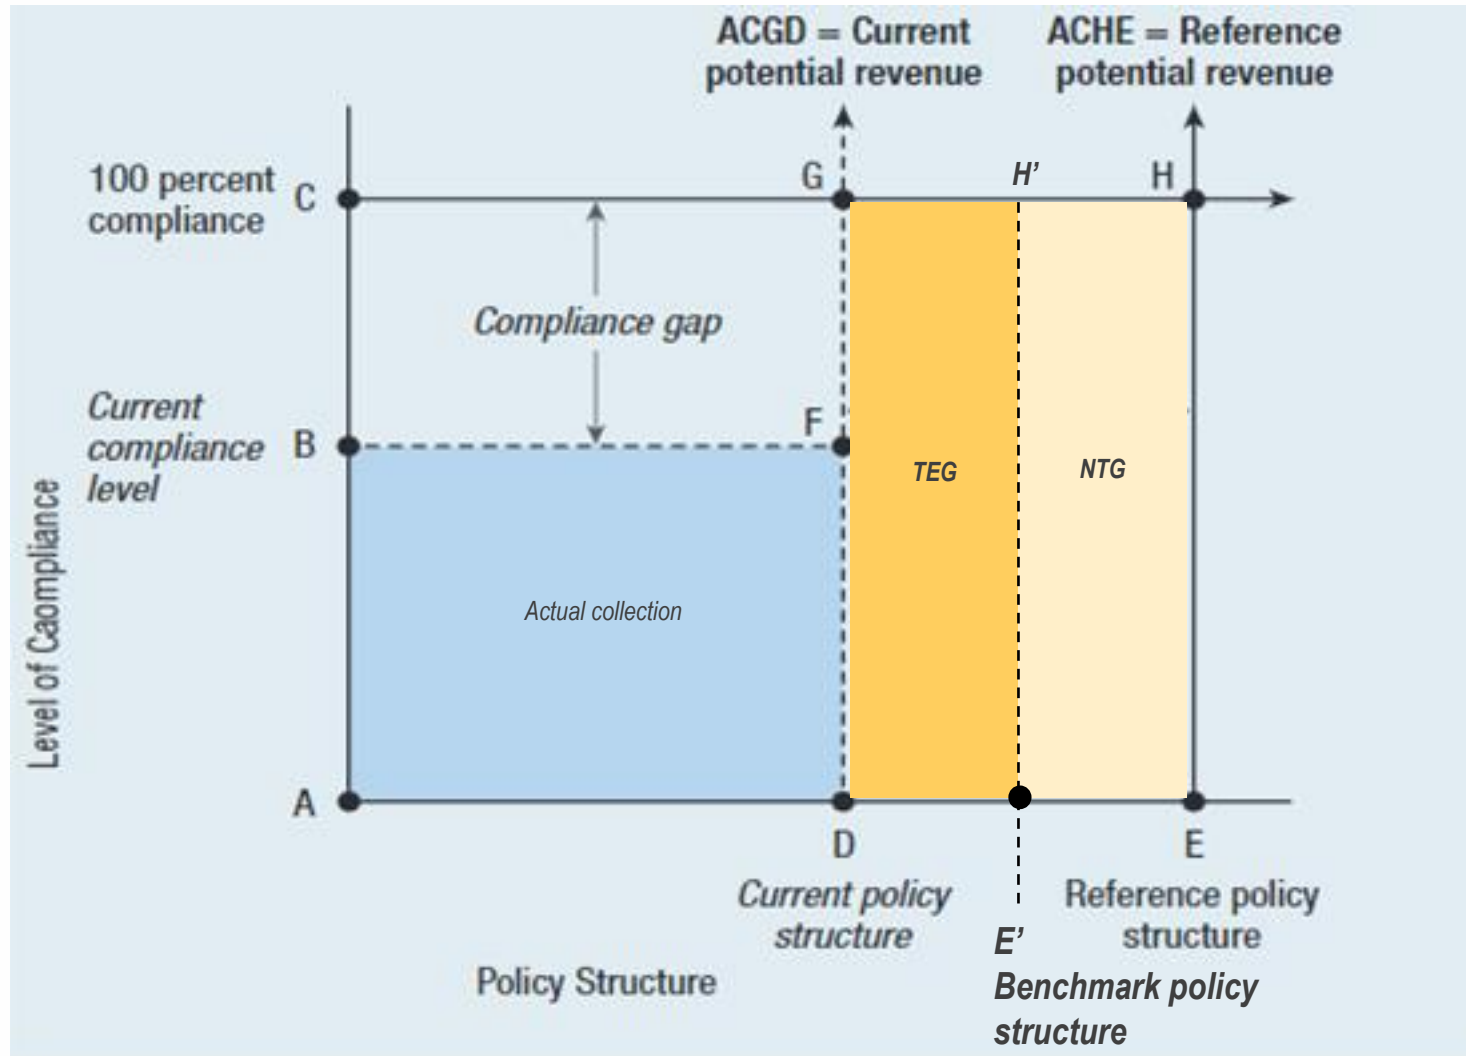 ACGD = Current
potential revenue
ACHE = Reference
potential revenue
100 percent
compliance
C
G
H’
H
Compliance gap
Current
compliance
level
B
F
TEG
NTG
Level of Caompliance
Actual collection
A
D
E
Current policy
structure
E’
Benchmark policy
structure
Reference policy
structure
Policy Structure